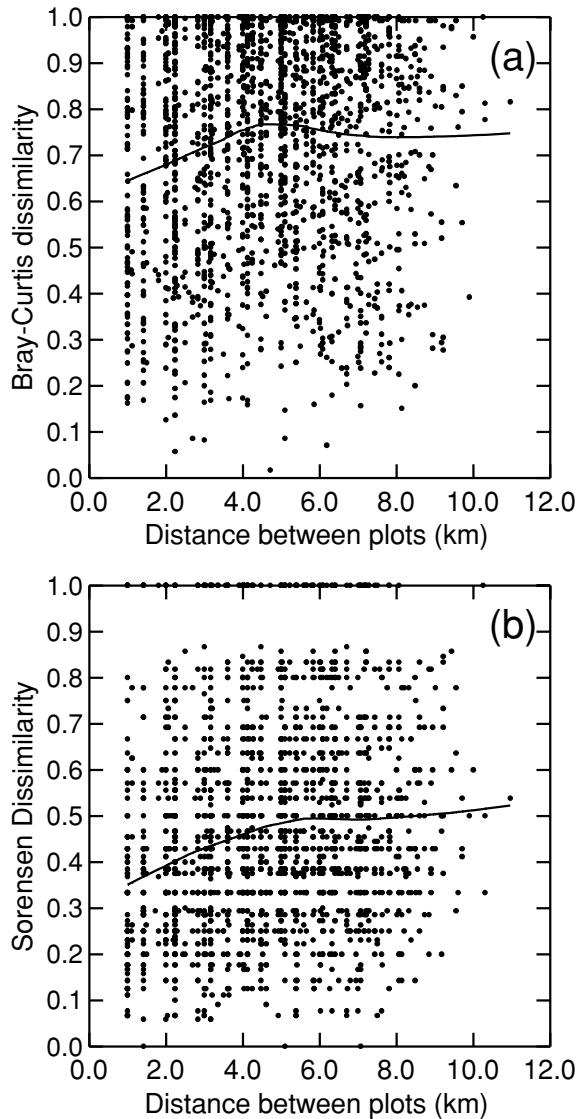 (a)
1.0
0.9
0.8
0.7
0.6
0.5
0.4
0.3
0.2
0.1
0.0
Bray-Curtis dissimilarity
0.0 2.0 4.0 6.0 8.0 10.0 12.0
Distance between plots (km)
(b)
1.0
0.9
0.8
0.7
0.6
0.5
0.4
0.3
0.2
0.1
0.0
Sorensen Dissimilarity
0.0 2.0 4.0 6.0 8.0 10.0 12.0
Distance between plots (km)